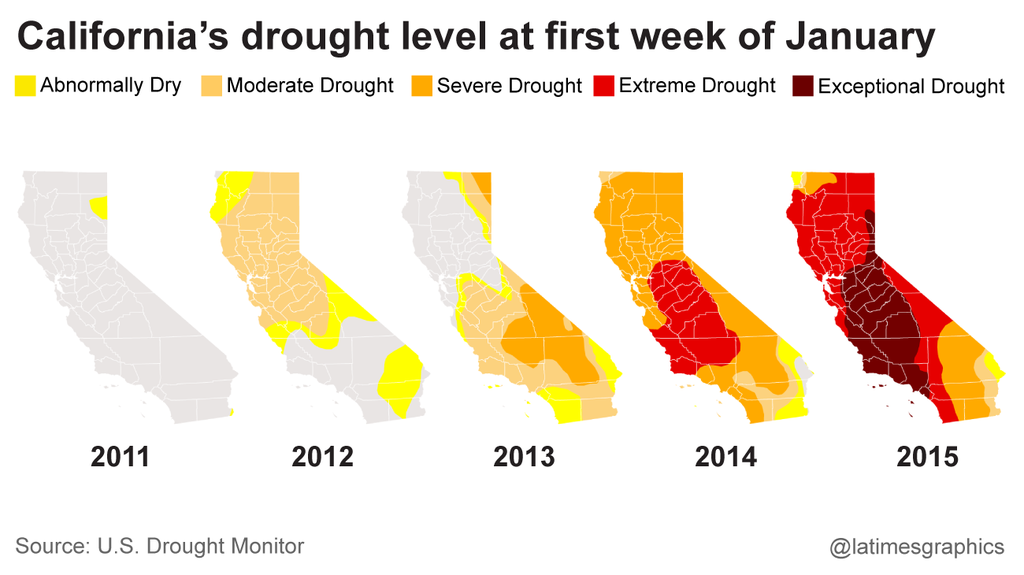 California’s drought level at first week of January
Abnormally Dry Moderate Drought Severe Drought Extreme Drought Exceptional Drought
2011 2012 2013 2014 2015
Source: U.S. Drought Monitor @latimesgraphics